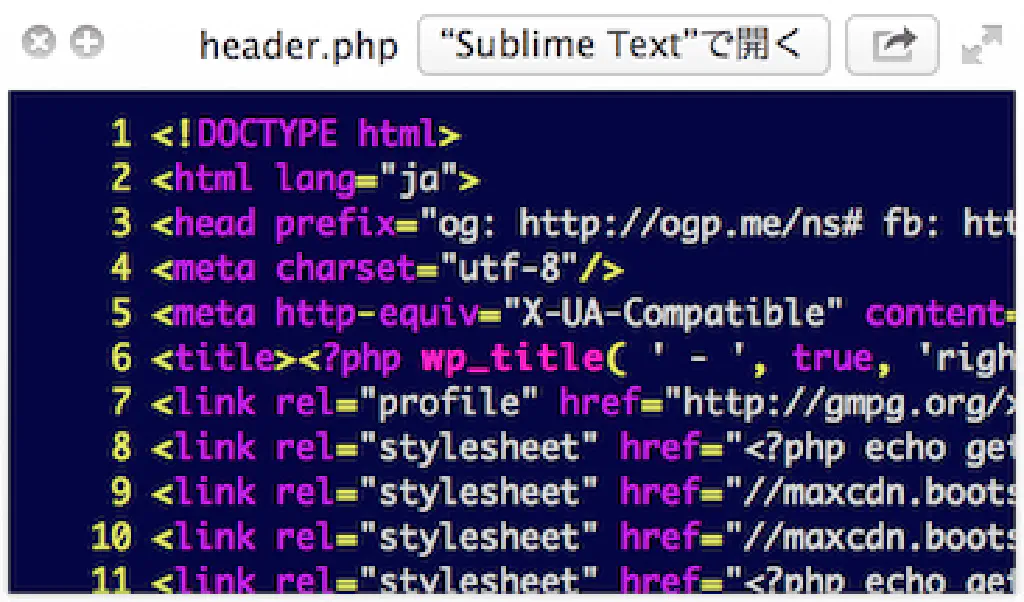 header.php “Sublime Text”で開く
1 <!DOCTYPE html>
2 <html lang="ja">
3 <head prefix="og: http://ogp.me/ns# fb: htt
4 <meta charset="utf-8"/>
5 <meta http-equiv="X-UA-Compatible" content=
6 <title><?php wp_title( ' - ', true, 'righ
7 <link rel="profile" href="http://gmpg.org/x
8 <link rel="stylesheet" href="<?php echo get
9 <link rel="stylesheet" href="//maxcdn.boots
10 <link rel="stylesheet" href="//maxcdn.boots
11 <link rel="stylesheet" href="<?php echo get